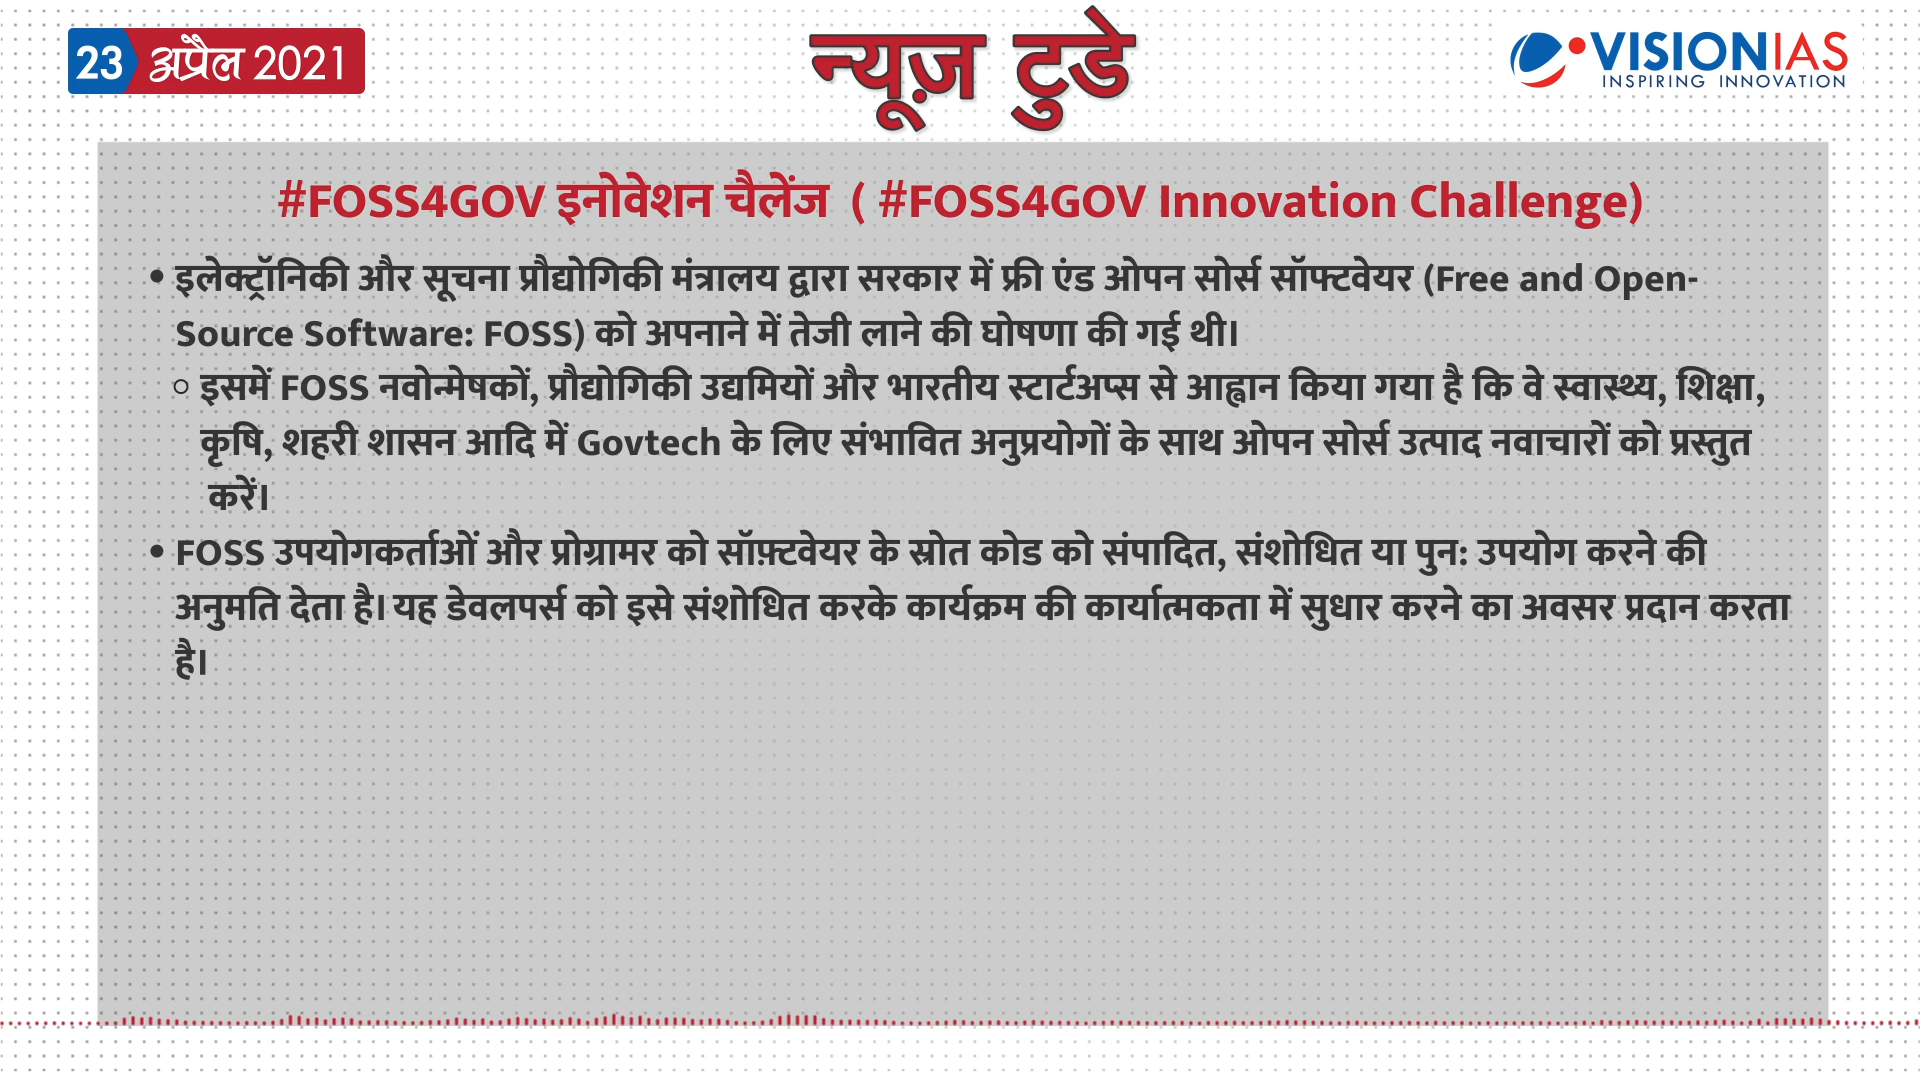 23 अप्रैल 2021
न्यूज़ टुडे
VISIONIAS
INSPIRING INNOVATION
#FOSS4GOV इनोवेशन चैलेंज ( #FOSS4GOV Innovation Challenge)
• इलेक्ट्रॉनिकी और सूचना प्रौद्योगिकी मंत्रालय द्वारा सरकार में फ्री एंड ओपन सोर्स सॉफ्टवेयर (Free and Open-
Source Software: FOSS) को अपनाने में तेजी लाने की घोषणा की गई थी।
○ इसमें FOSS नवोन्मेषकों, प्रौद्योगिकी उद्यमियों और भारतीय स्टार्टअप्स से आह्वान किया गया है कि वे स्वास्थ्य, शिक्षा,
कृषि, शहरी शासन आदि में Govtech के लिए संभावित अनुप्रयोगों के साथ ओपन सोर्स उत्पाद नवाचारों को प्रस्तुत
करें।
• FOSS उपयोगकर्ताओं और प्रोग्रामर को सॉफ़्टवेयर के स्रोत कोड को संपादित, संशोधित या पुन: उपयोग करने की
अनुमति देता है। यह डेवलपर्स को इसे संशोधित करके कार्यक्रम की कार्यात्मकता में सुधार करने का अवसर प्रदान करता
है।